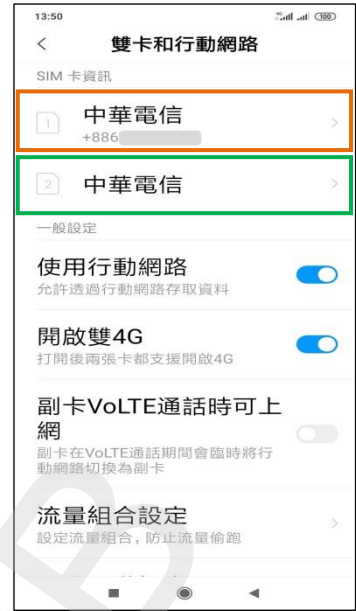 13:50
4G 100
雙卡和行動網路
SIM 卡資訊
1 中華電信
+886
2 中華電信
一般設定
使用行動網路
允許透過行動網路存取資料
開啟雙4G
打開後兩張卡都支援開啟4G
副卡VoLTE通話時可上
網
副卡在VoLTE通話期間會臨時將行
動網路切換為副卡
流量組合設定
設定流量組合，防止流量偷跑